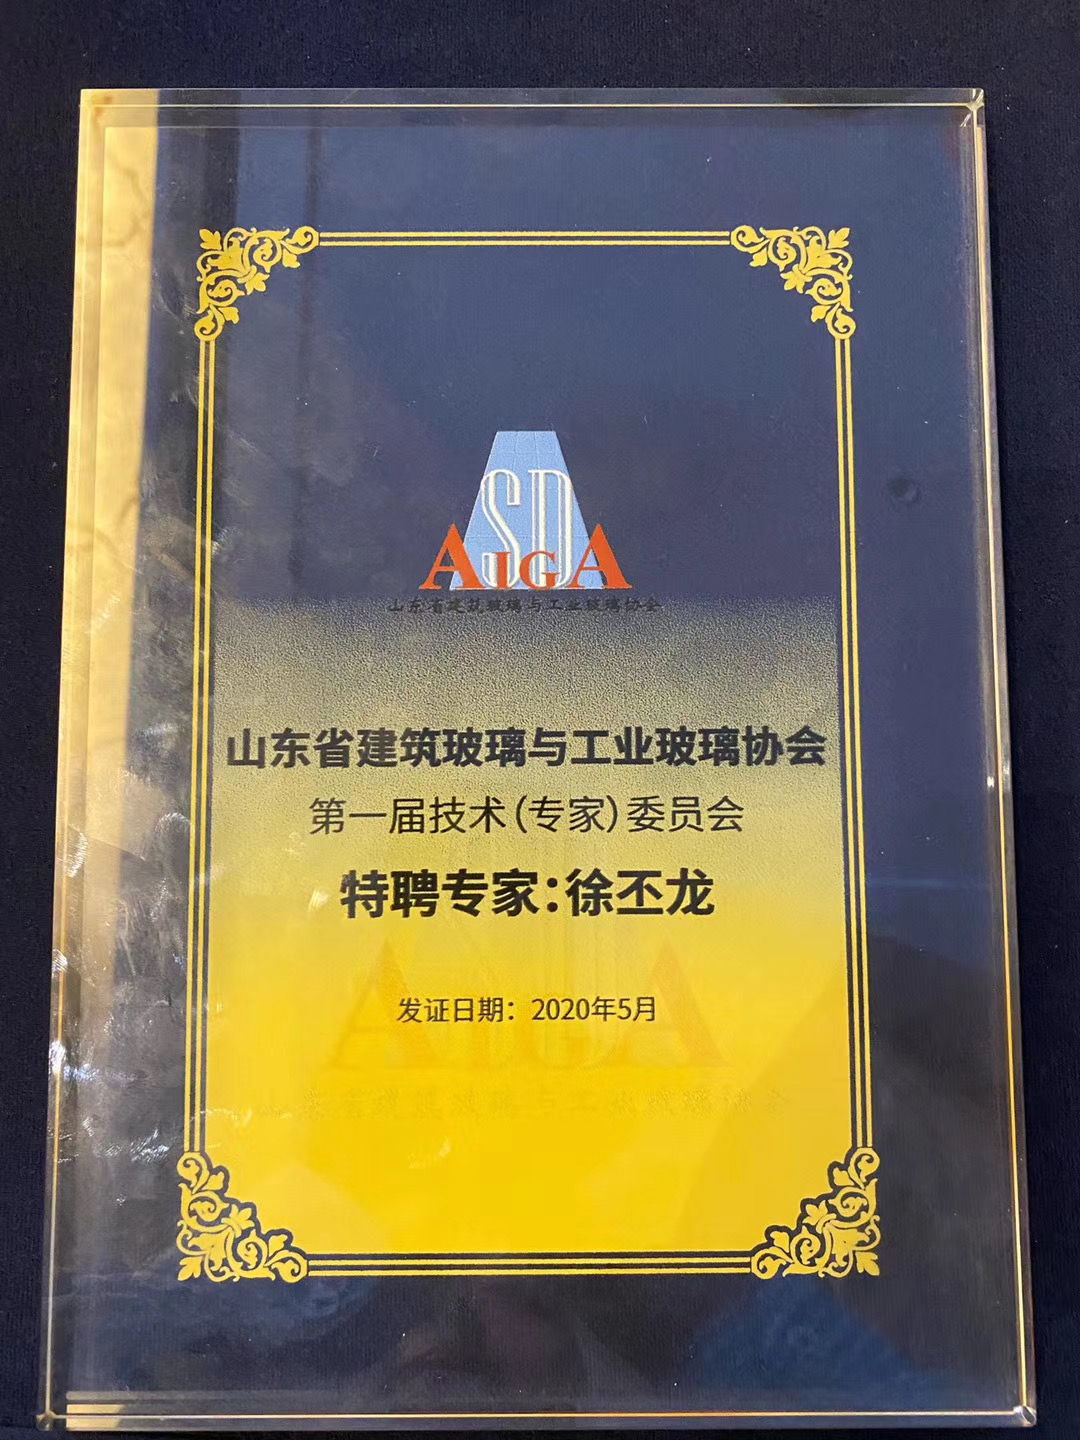 SD
AIGA
山东省建筑玻璃与工业玻璃协会
山东省建筑玻璃与工业玻璃协会
第一届技术(专家)委员会
特聘专家:徐丕龙
发证日期: 2020年5月